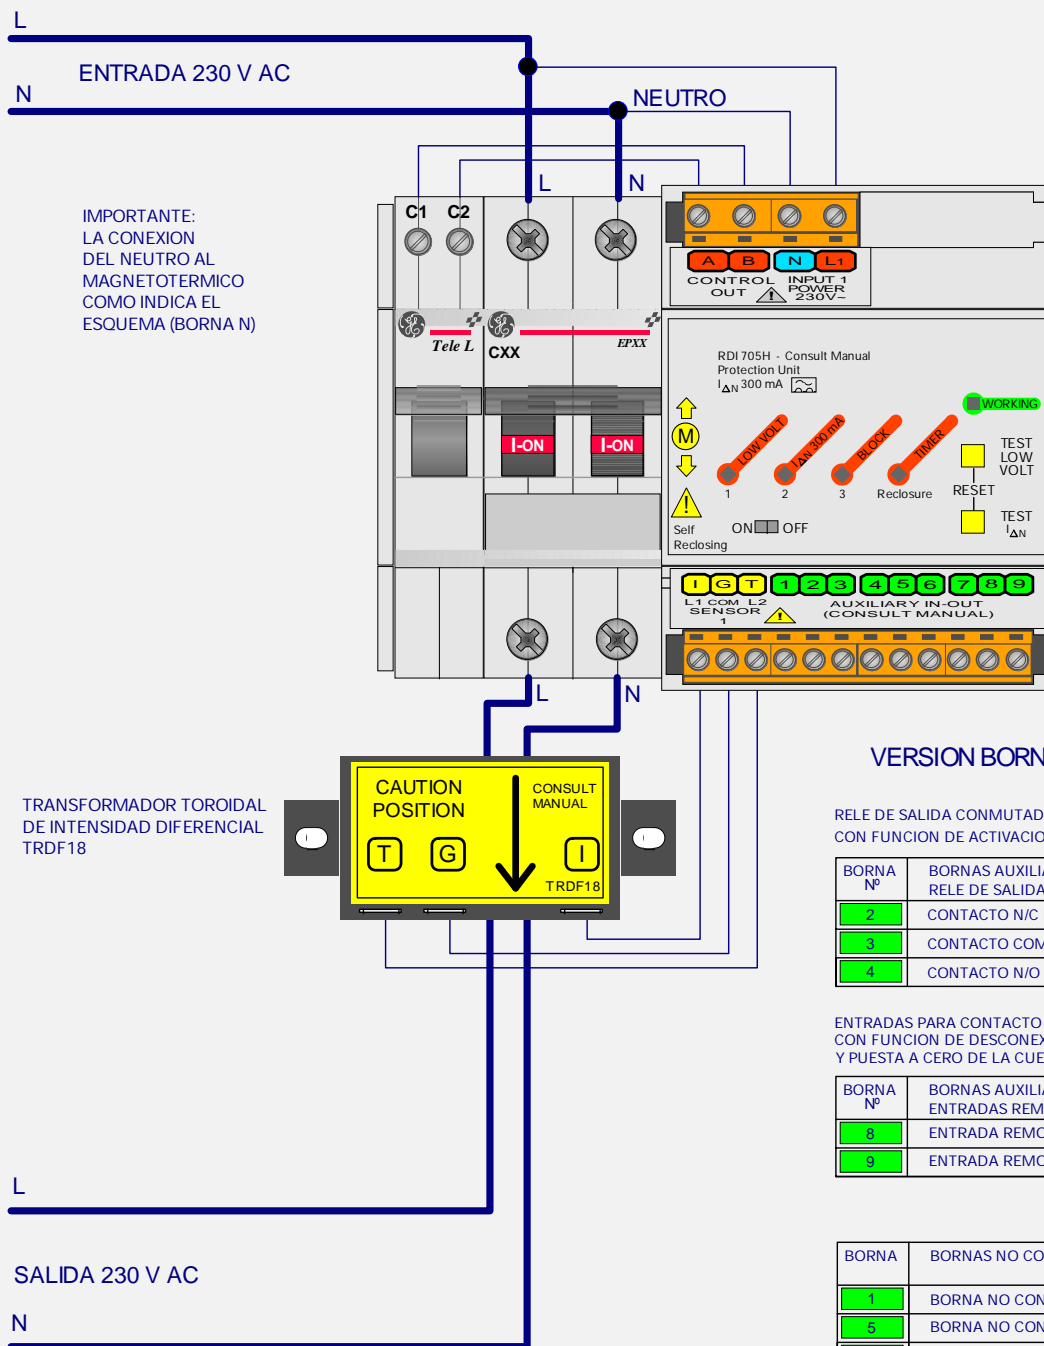 L
ENTRADA 230 V AC
N
NEUTRO
L
N
IMPORTANTE:
LA CONEXION
DEL NEUTRO AL
MAGNETOTERMICO
COMO INDICA EL
ESQUEMA (BORNA N)
C1 C2
A B N L1
CONTROL OUT
INPUT 1
POWER
230V~
Tele L
CXX
EPXX
RDI 705H - Consult Manual
Protection Unit
I△N 300 mA
WORKING
M
LOW VOLT
I△N 300 mA
BLOCK
TIMER
1 2 3 Reclosure
TEST
LOW
VOLT
RESET
TEST
I△N
I-ON
I-ON
Self
Reclosing
ON OFF
I G T 1 2 3 4 5 6 7 8 9
L1 COM L2
SENSOR
1
AUXILIARY IN-OUT
(CONSULT MANUAL)
L
N
VERSION BORN
TRANSFORMADOR TOROIDAL
DE INTENSIDAD DIFERENCIAL
TRDF18
CAUTION
POSITION
CONSULT
MANUAL
T G I
TRDF18
RELE DE SALIDA CONMUTAD
CON FUNCION DE ACTIVACIO
BORNA Nº
BORNAS AUXILIA
RELE DE SALIDA
2 CONTACTO N/C
3 CONTACTO COM
4 CONTACTO N/O
ENTRADAS PARA CONTACTO
CON FUNCION DE DESCONEX
Y PUESTA A CERO DE LA CUE
BORNA Nº
BORNAS AUXILIA
ENTRADAS REM
8 ENTRADA REMO
9 ENTRADA REMO
L
SALIDA 230 V AC
N
BORNA BORNAS NO CO
1 BORNA NO CON
5 BORNA NO CON